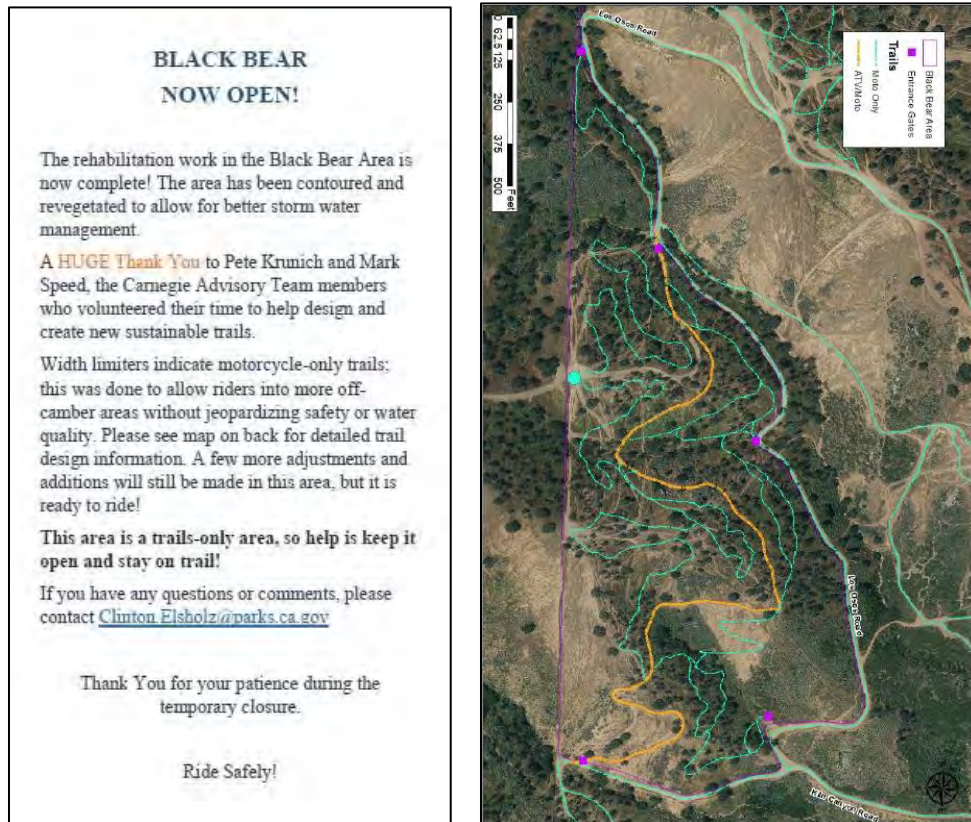 BLACK BEAR
NOW OPEN!
The rehabilitation work in the Black Bear Area is
now complete! The area has been contoured and
revegetated to allow for better storm water
management.
A HUGE Thank You to Pete Krunich and Mark
Speed, the Carnegie Advisory Team members
who volunteered their time to help design and
create new sustainable trails.
Width limiters indicate motorcycle-only trails;
this was done to allow riders into more off-
camber areas without jeopardizing safety or water
quality. Please see map on back for detailed trail
design information. A few more adjustments and
additions will still be made in this area, but it is
ready to ride!
This area is a trails-only area, so help is keep it
open and stay on trail!
If you have any questions or comments, please
contact Clinton.Elsholz@parks.ca.gov
Thank You for your patience during the
temporary closure.
Ride Safely!
Black Bear Area
Entrance Gates
Trails
Moto Only
ATV/Moto
0 62.5 125 250 375 500
Feet
Los Osos Road
Los Osos Road
Kiln Canyon Road